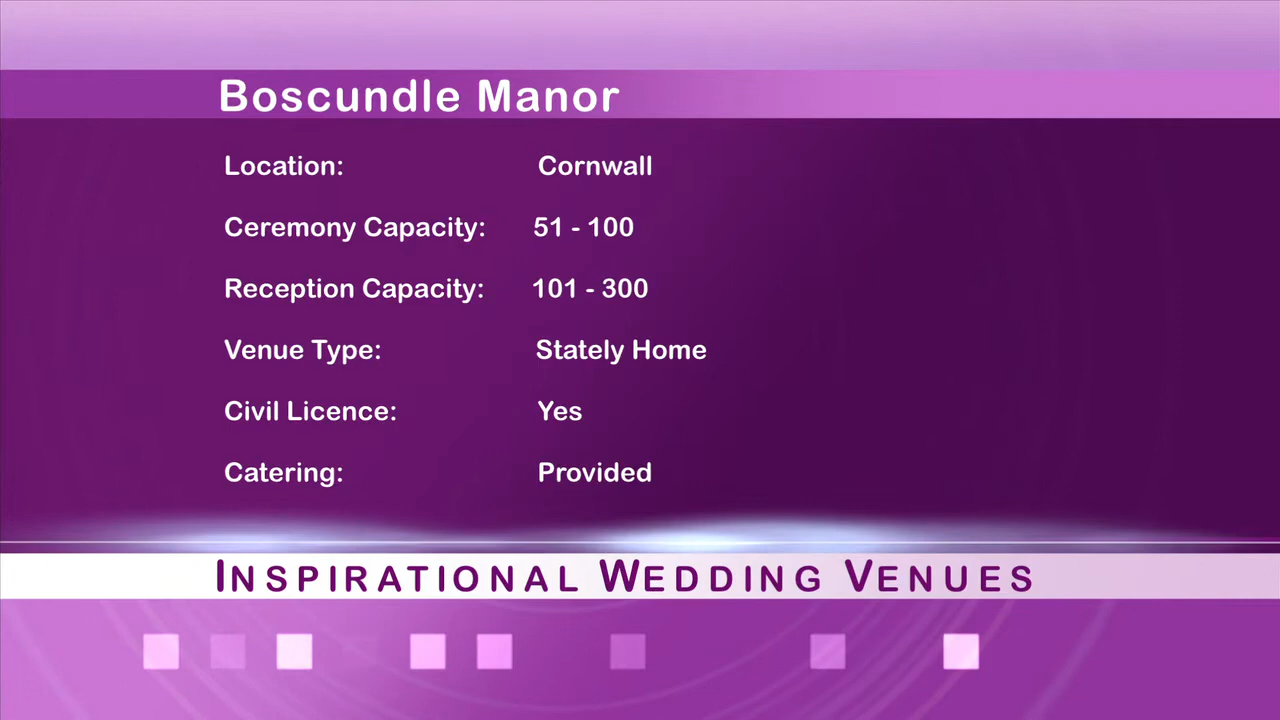 Boscundle Manor
Location: Cornwall
Ceremony Capacity: 51 - 100
Reception Capacity: 101 - 300
Venue Type: Stately Home
Civil Licence: Yes
Catering: Provided
INSPIRATIONAL WEDDING VENUES